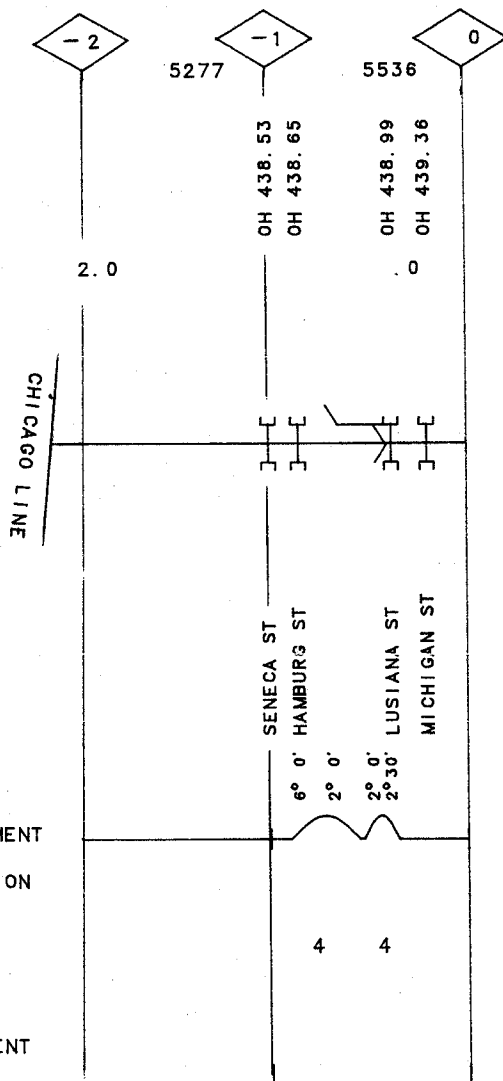 -2
-1
0
5277
5536
OH 438.53
OH 438.65
OH 438.99
OH 439.36
2.0
.0
CHICAGO LINE
SENECA ST
HAMBURG ST
LUSIANA ST
MICHIGAN ST
6° 0'
2° 0'
2° 0'
2°30'
MENT
ON
4 4
ENT